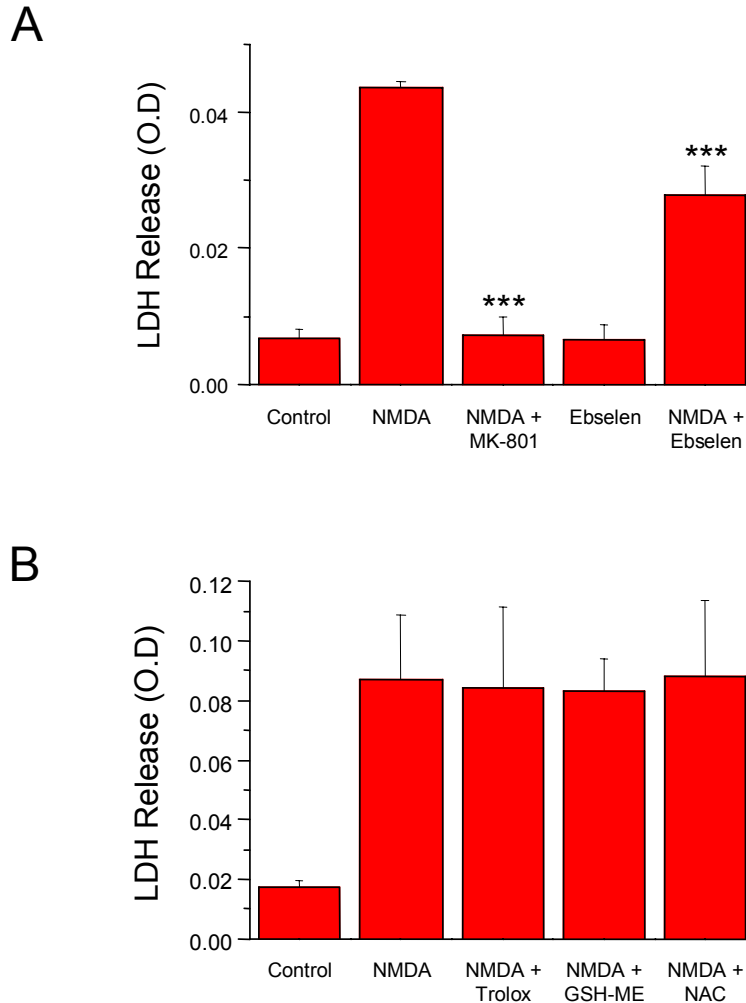 A
LDH Release (O.D)
0.04
0.02
0.00
***
***
Control
NMDA
NMDA +
MK-801
Ebselen
NMDA +
Ebselen
B
LDH Release (O.D)
0.12
0.10
0.08
0.06
0.04
0.02
0.00
Control
NMDA
NMDA +
Trolox
NMDA +
GSH-ME
NMDA +
NAC